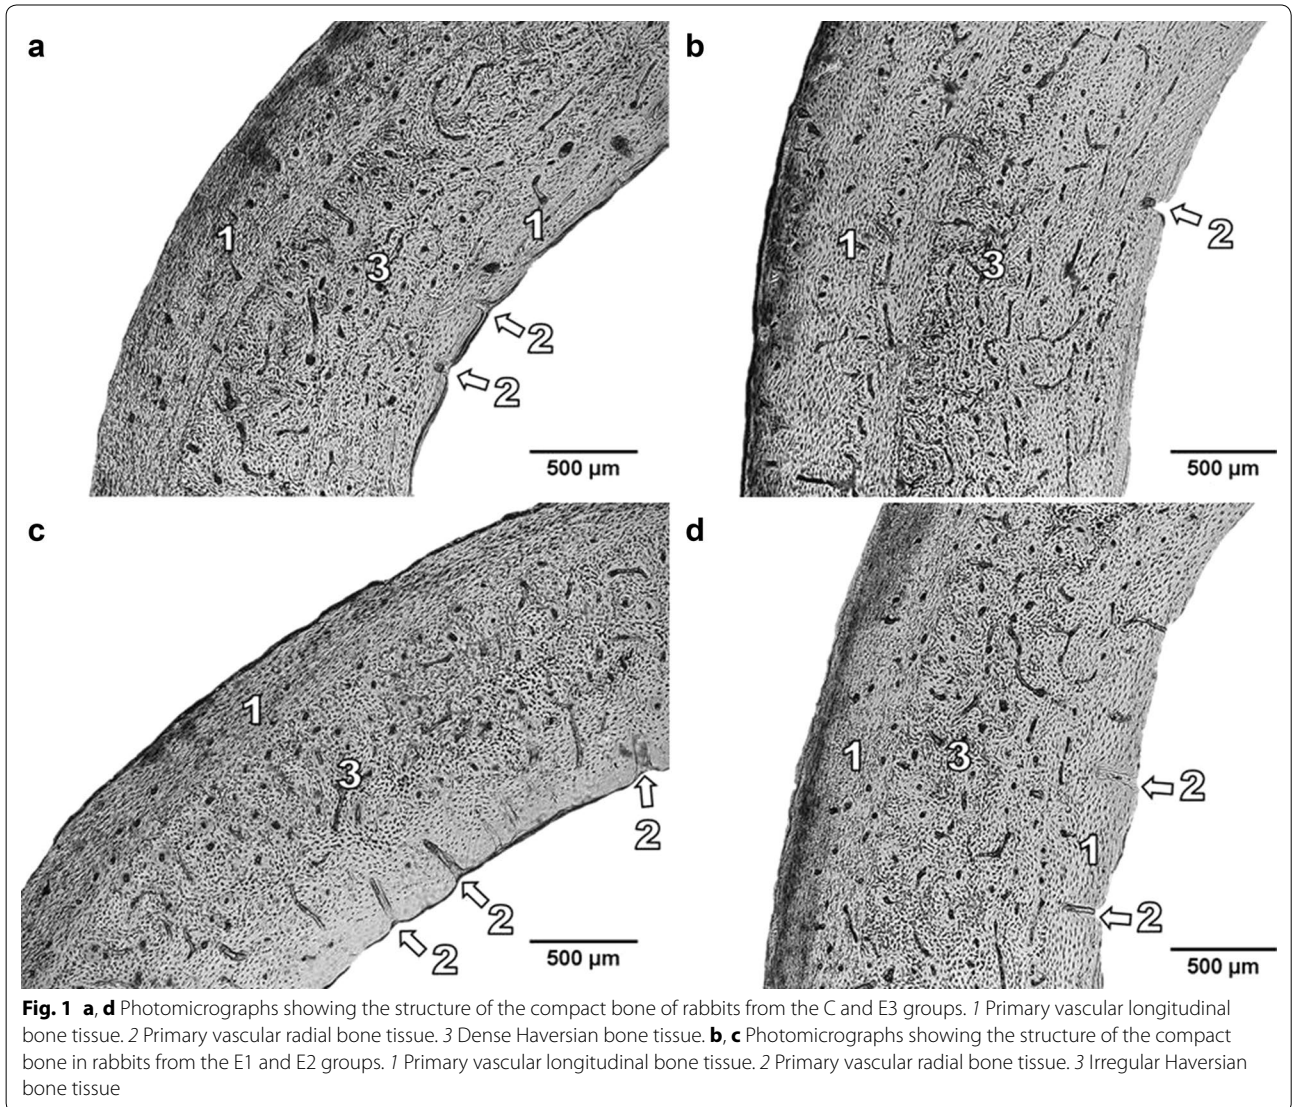 a
1
1
3
2
2
500 µm
b
1
3
2
500 µm
c
1
3
2
2
2
500 µm
d
1
3
2
1
2
500 µm
Fig. 1 a, d Photomicrographs showing the structure of the compact bone of rabbits from the C and E3 groups. 1 Primary vascular longitudinal
bone tissue. 2 Primary vascular radial bone tissue. 3 Dense Haversian bone tissue. b, c Photomicrographs showing the structure of the compact
bone in rabbits from the E1 and E2 groups. 1 Primary vascular longitudinal bone tissue. 2 Primary vascular radial bone tissue. 3 Irregular Haversian
bone tissue